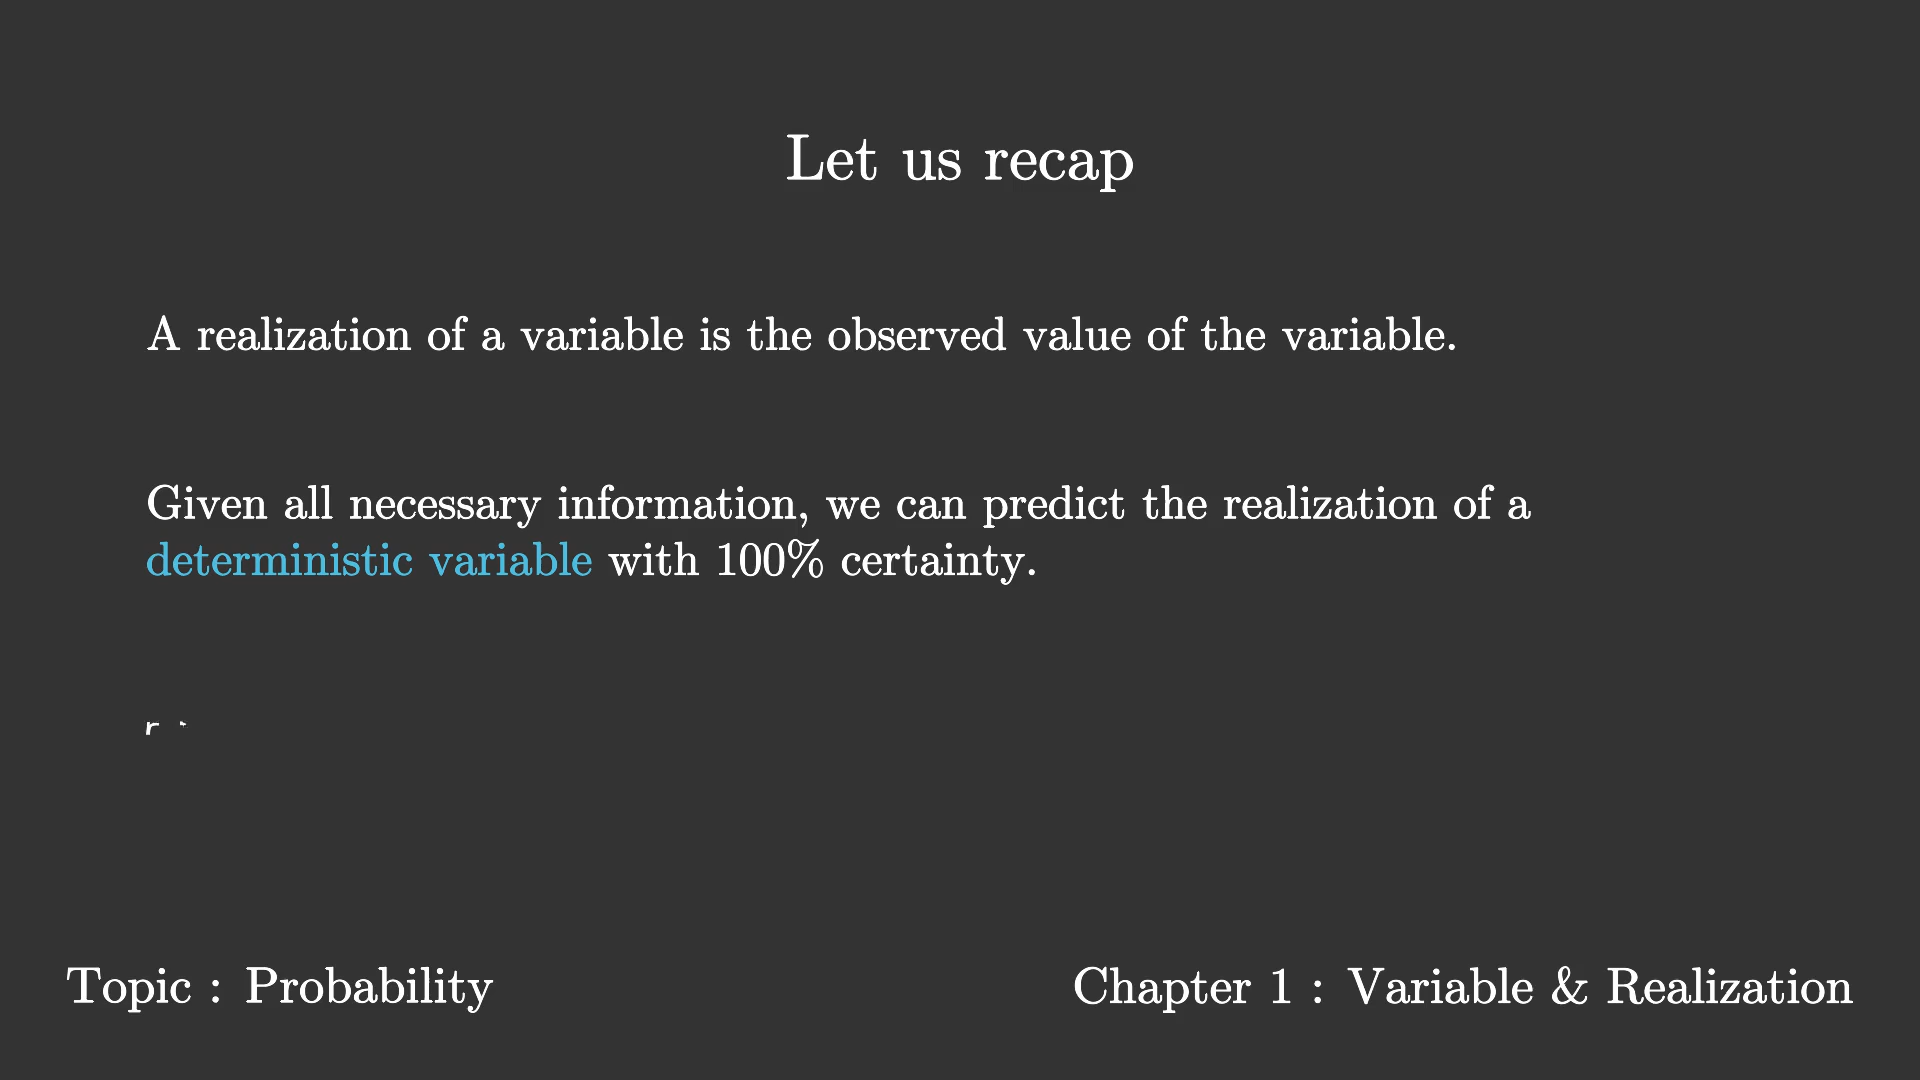 Let us recap
A realization of a variable is the observed value of the variable.
Given all necessary information, we can predict the realization of a
deterministic variable with 100% certainty.
Topic : Probability
Chapter 1 : Variable & Realization